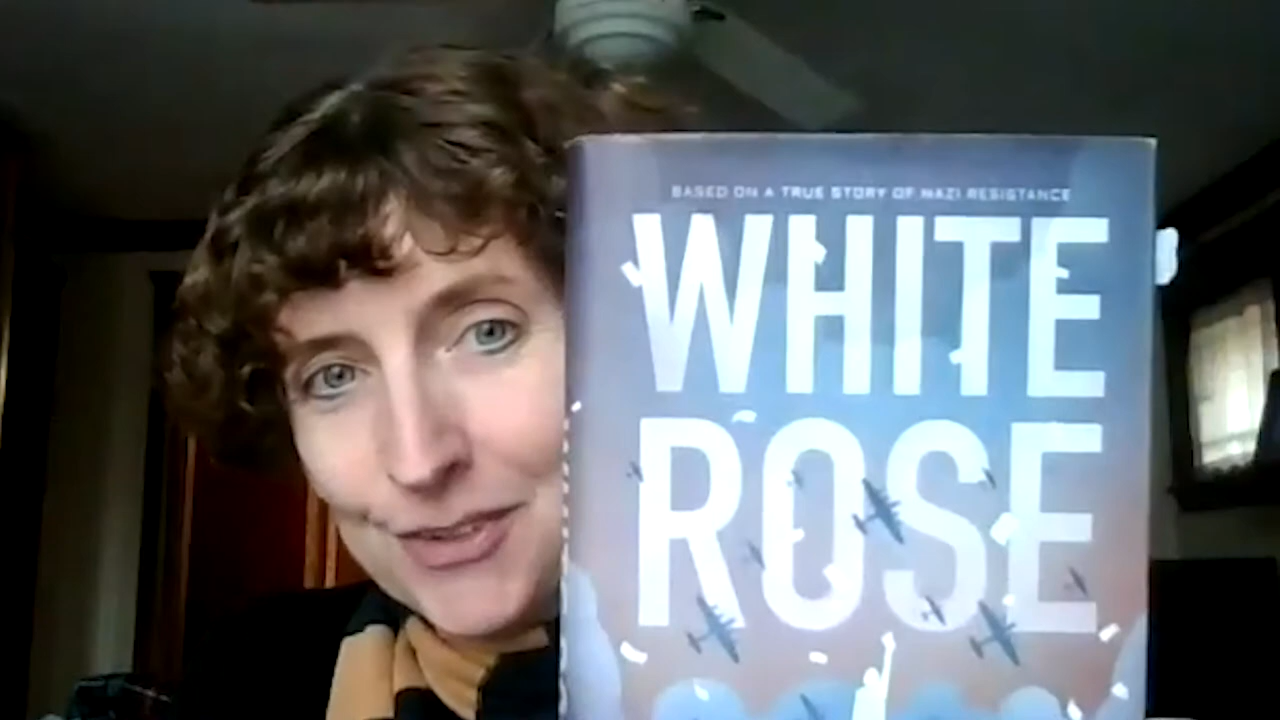 BASED ON A TRUE STORY OF NAZI RESISTANCE
WHITE
ROSE